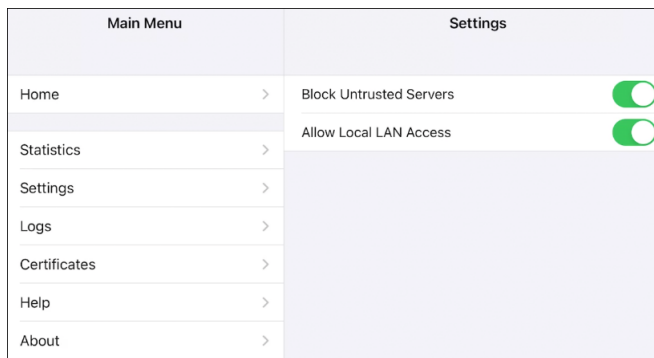 Main Menu
Settings
Home
Block Untrusted Servers
Allow Local LAN Access
Statistics
Settings
Logs
Certificates
Help
About